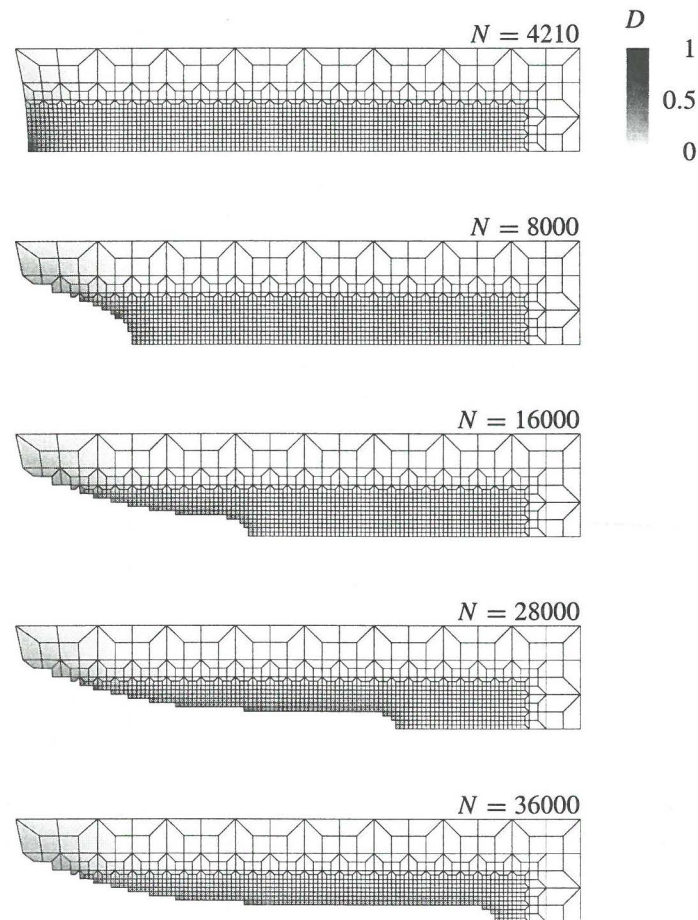 N = 4210
D
1
0.5
0
N = 8000
N = 16000
N = 28000
N = 36000